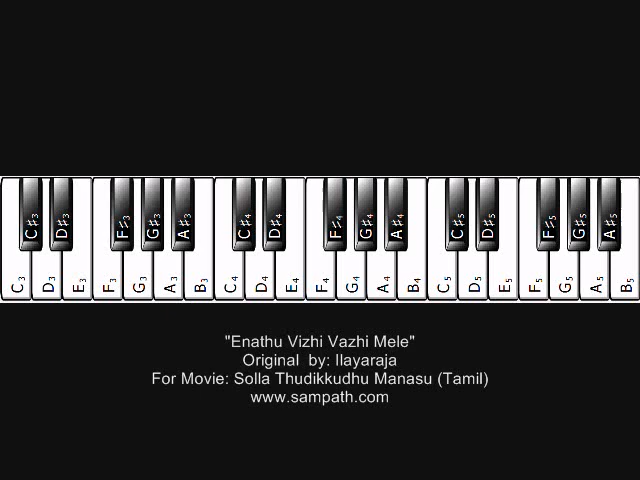 C#3 D#3 F#3 G#3 A#3 C#4 D#4 F#4 G#4 A#4 C#5 D#5 F#5 G#5 A#5
C3 D3 E3 F3 G3 A3 B3 C4 D4 E4 F4 G4 A4 B4 C5 D5 E5 F5 G5 A5 B5
"Enathu Vizhi Vazhi Mele"
Original  by: Ilayaraja
For Movie: Solla Thudikkudhu Manasu (Tamil)
www.sampath.com